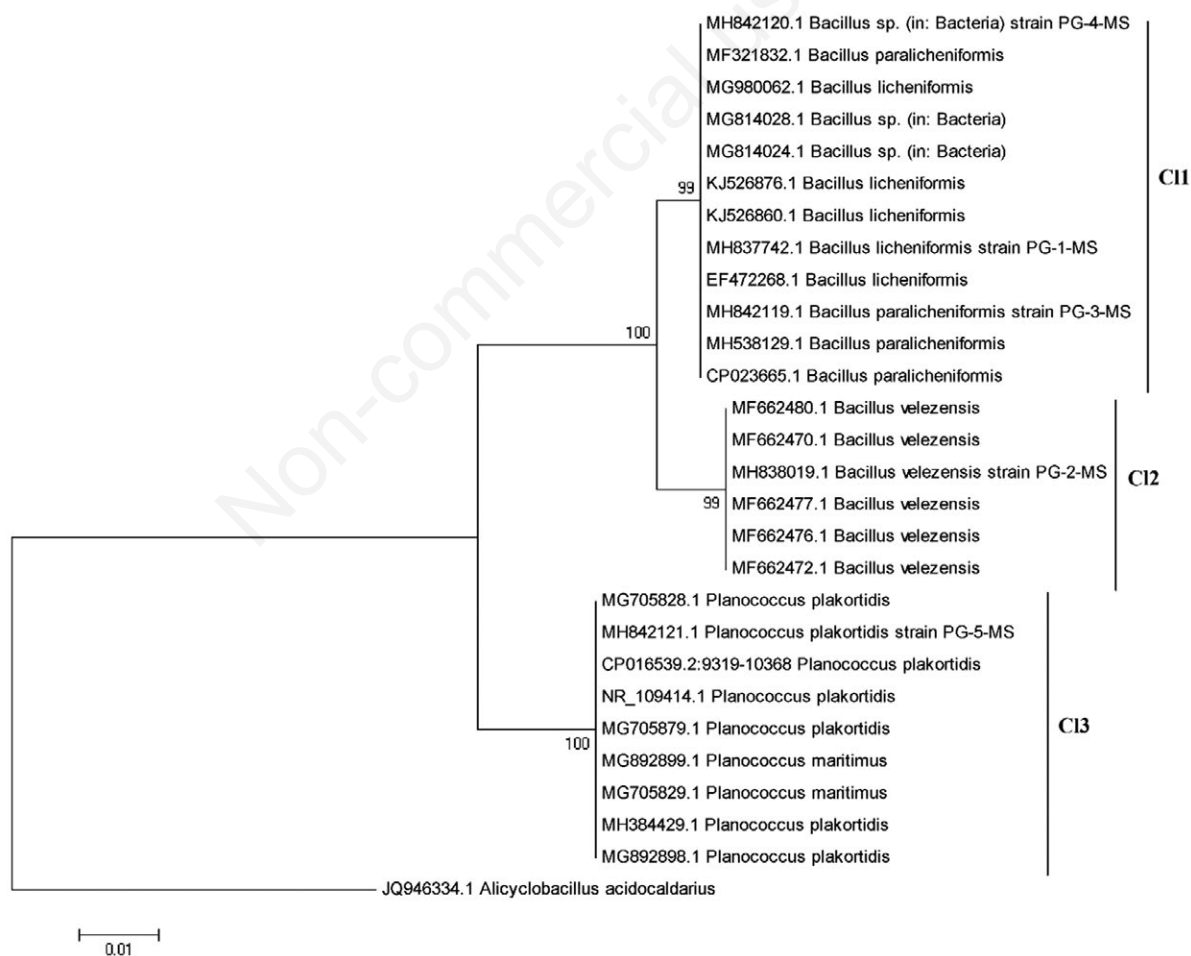 MH842120.1 Bacillus sp. (in: Bacteria) strain PG-4-MS
MF321832.1 Bacillus paralicheniformis
MG980062.1 Bacillus licheniformis
MG814028.1 Bacillus sp. (in: Bacteria)
MG814024.1 Bacillus sp. (in: Bacteria)
KJ526876.1 Bacillus licheniformis
99
Cl1
KJ526860.1 Bacillus licheniformis
MH837742.1 Bacillus licheniformis strain PG-1-MS
EF472268.1 Bacillus licheniformis
MH842119.1 Bacillus paralicheniformis strain PG-3-MS
100
MH538129.1 Bacillus paralicheniformis
CP023665.1 Bacillus paralicheniformis
MF662480.1 Bacillus velezensis
MF662470.1 Bacillus velezensis
MH838019.1 Bacillus velezensis strain PG-2-MS
Cl2
99
MF662477.1 Bacillus velezensis
MF662476.1 Bacillus velezensis
MF662472.1 Bacillus velezensis
MG705828.1 Planococcus plakortidis
MH842121.1 Planococcus plakortidis strain PG-5-MS
CP016539.2:9319-10368 Planococcus plakortidis
NR_109414.1 Planococcus plakortidis
MG705879.1 Planococcus plakortidis
Cl3
100
MG892899.1 Planococcus maritimus
MG705829.1 Planococcus maritimus
MH384429.1 Planococcus plakortidis
MG892898.1 Planococcus plakortidis
JQ946334.1 Alicyclobacillus acidocaldarius
0.01
Non-commercial